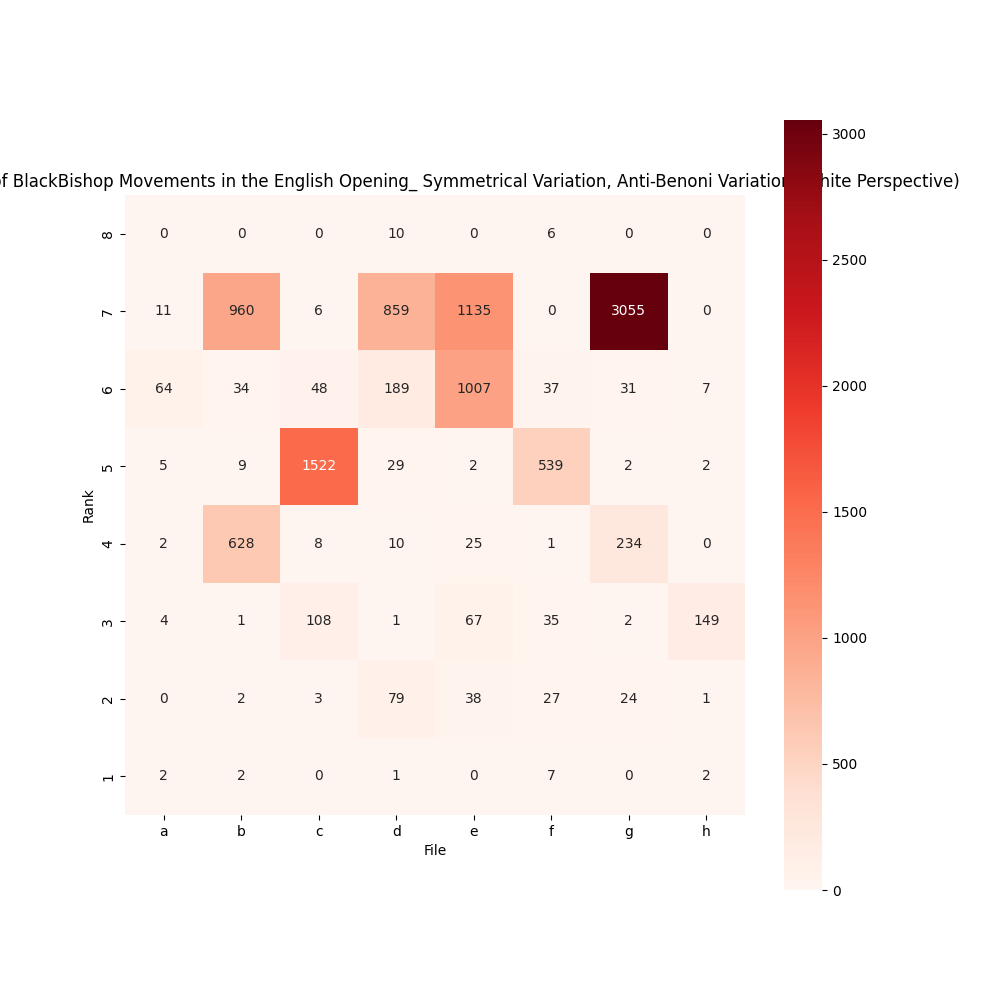 of BlackBishop Movements in the English Opening_ Symmetrical Variation, Anti-Benoni Variation (White Perspective)
8 0 0 0 10 0 6 0 0
7 11 960 6 859 1135 0 3055 0
6 64 34 48 189 1007 37 31 7
5 5 9 1522 29 2 539 2 2
4 2 628 8 10 25 1 234 0
3 4 1 108 1 67 35 2 149
2 0 2 3 79 38 27 24 1
1 2 2 0 1 0 7 0 2
Rank
a b c d e f g h
File
3000
2500
2000
1500
1000
500
0